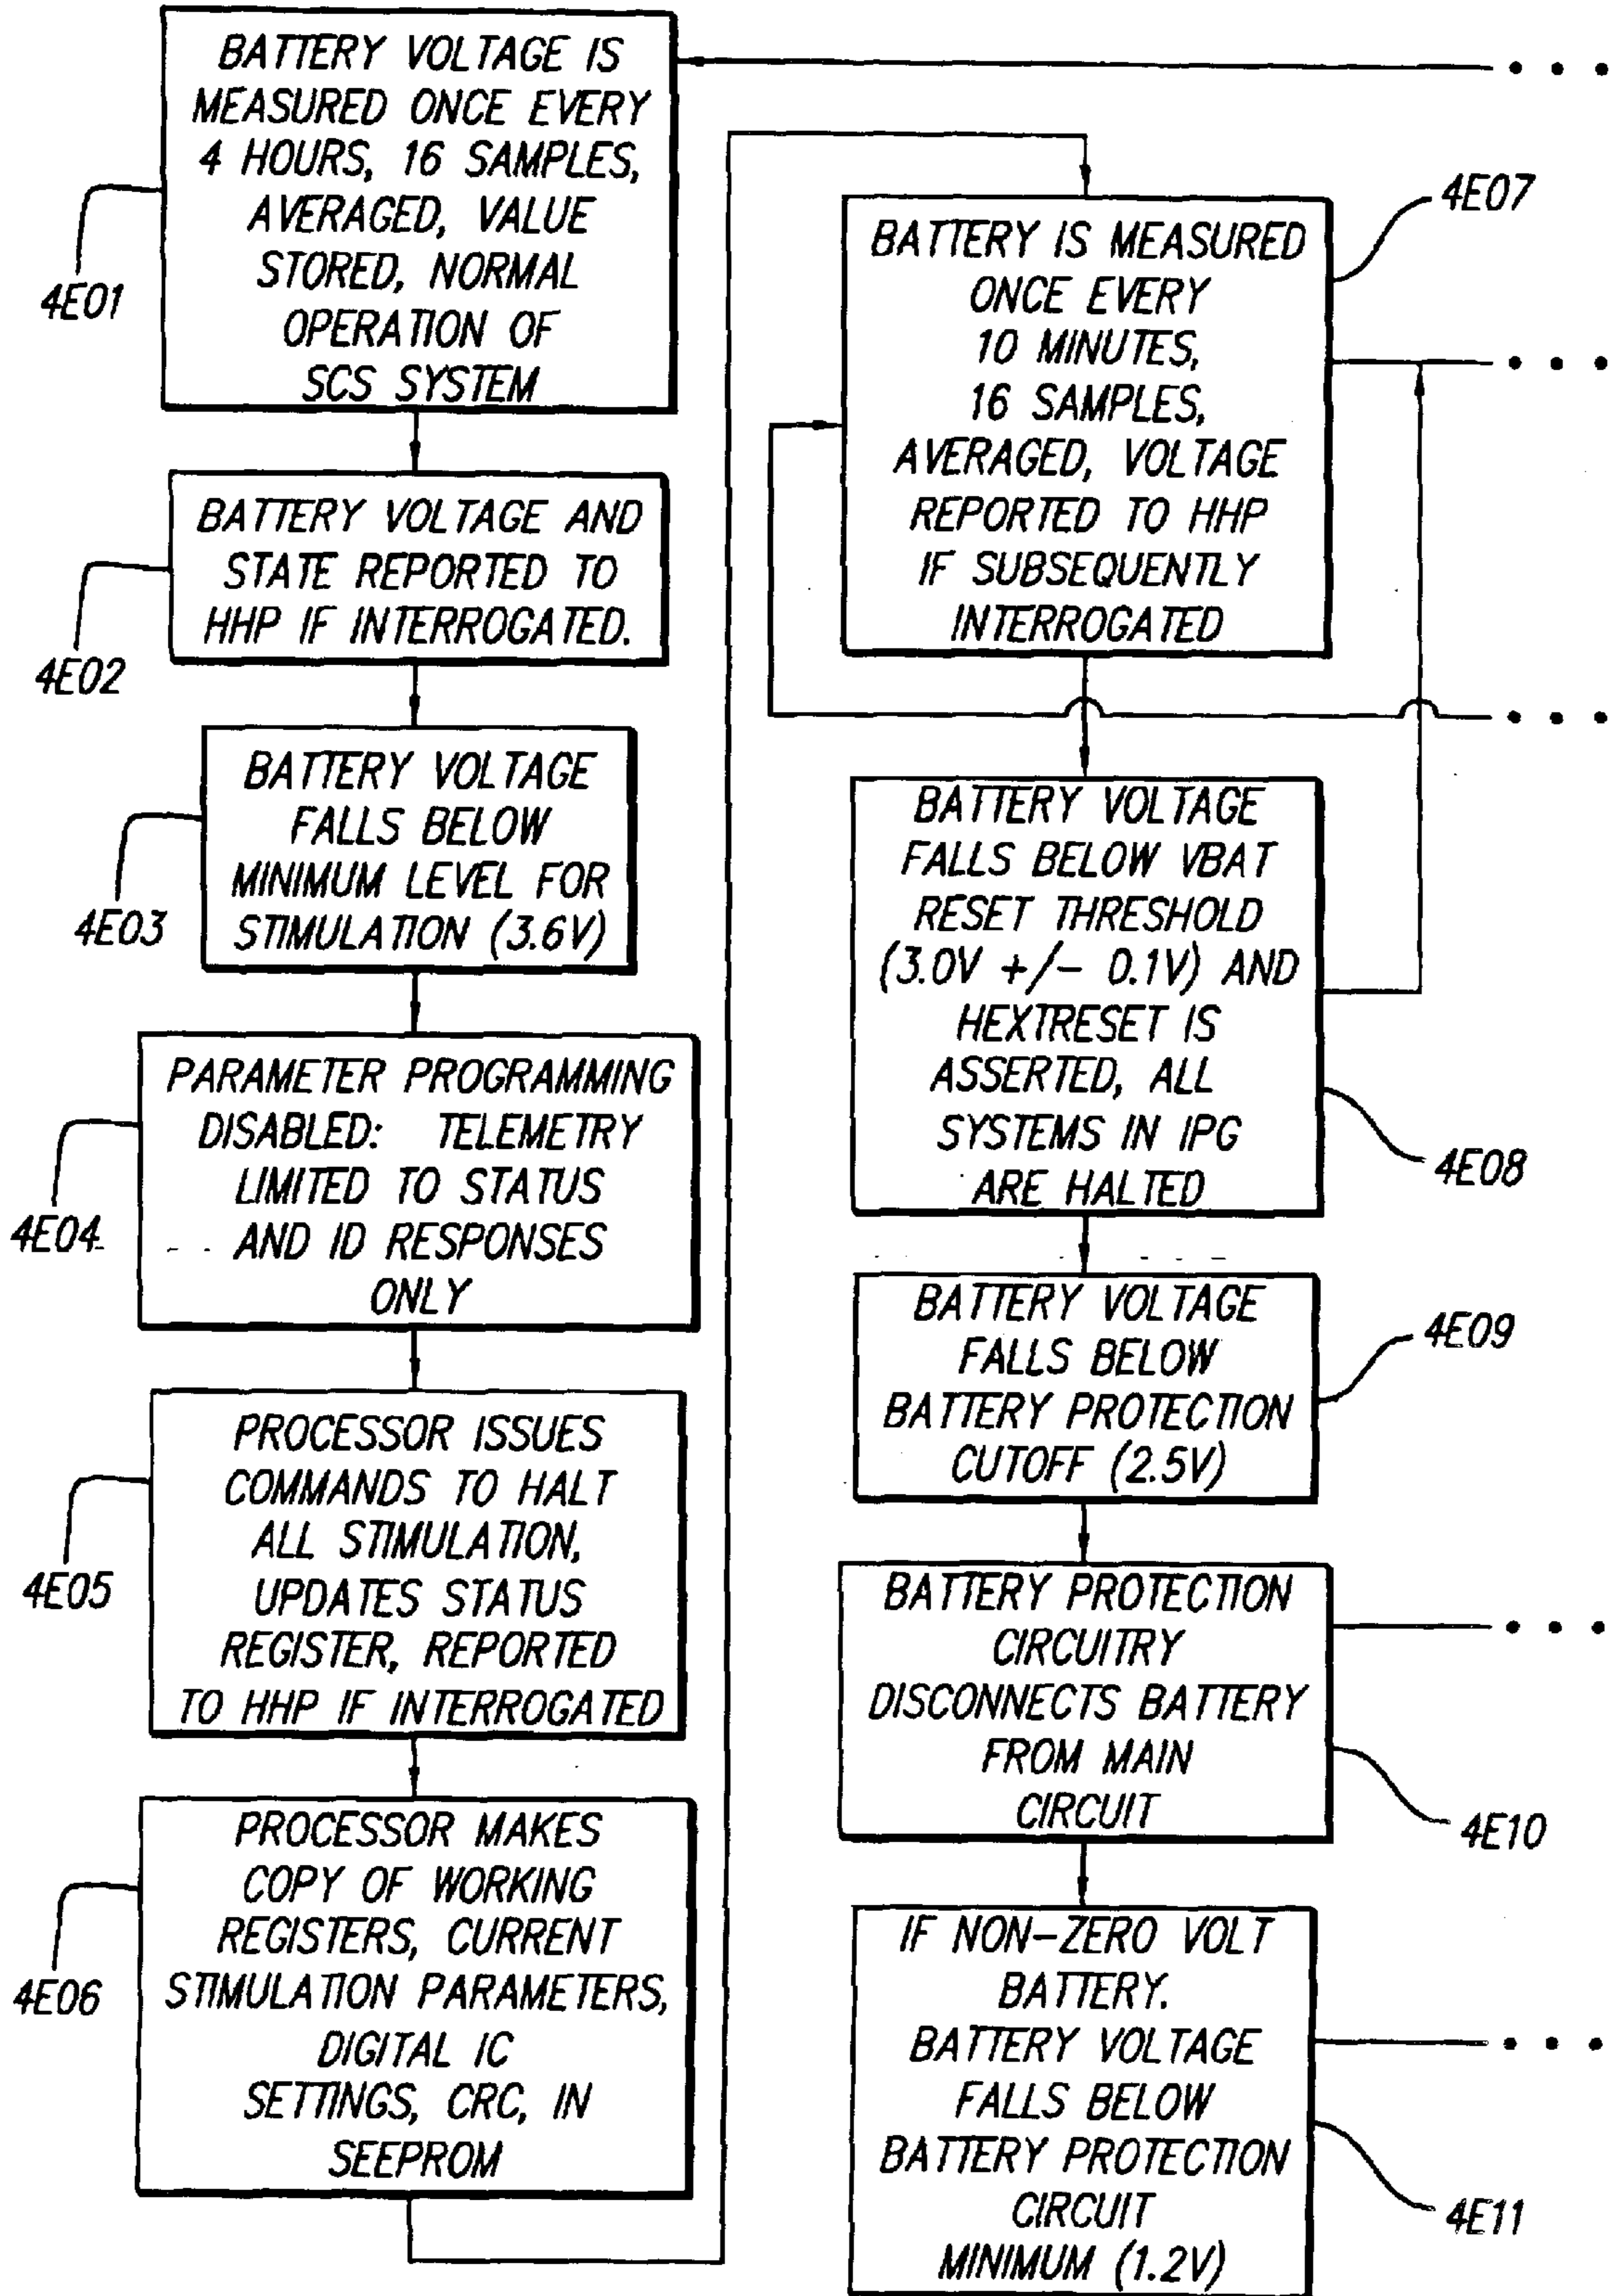 BATTERY VOLTAGE IS
MEASURED ONCE EVERY
4 HOURS, 16 SAMPLES,
AVERAGED, VALUE
STORED, NORMAL
OPERATION OF
SCS SYSTEM
4E01
BATTERY VOLTAGE AND
STATE REPORTED TO
HHP IF INTERROGATED.
4E02
BATTERY VOLTAGE
FALLS BELOW
MINIMUM LEVEL FOR
STIMULATION (3.6V)
4E03
PARAMETER PROGRAMMING
DISABLED: TELEMETRY
LIMITED TO STATUS
AND ID RESPONSES
ONLY
4E04
PROCESSOR ISSUES
COMMANDS TO HALT
ALL STIMULATION,
UPDATES STATUS
REGISTER, REPORTED
TO HHP IF INTERROGATED
4E05
PROCESSOR MAKES
COPY OF WORKING
REGISTERS, CURRENT
STIMULATION PARAMETERS,
DIGITAL IC
SETTINGS, CRC, IN
SEEPROM
4E06
BATTERY IS MEASURED
ONCE EVERY
10 MINUTES,
16 SAMPLES,
AVERAGED, VOLTAGE
REPORTED TO HHP
IF SUBSEQUENTLY
INTERROGATED
4E07
BATTERY VOLTAGE
FALLS BELOW VBAT
RESET THRESHOLD
(3.0V +/- 0.1V) AND
HEXTRESET IS
ASSERTED, ALL
SYSTEMS IN IPG
ARE HALTED
4E08
BATTERY VOLTAGE
FALLS BELOW
BATTERY PROTECTION
CUTOFF (2.5V)
4E09
BATTERY PROTECTION
CIRCUITRY
DISCONNECTS BATTERY
FROM MAIN
CIRCUIT
4E10
IF NON-ZERO VOLT
BATTERY.
BATTERY VOLTAGE
FALLS BELOW
BATTERY PROTECTION
CIRCUIT
MINIMUM (1.2V)
4E11